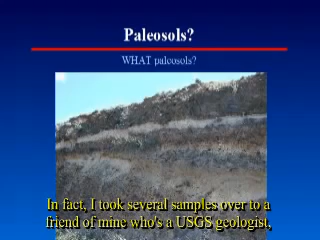 Paleosols?
WHAT paleosols?
In fact, I took several samples over to a
friend of mine who's a USGS geologist,